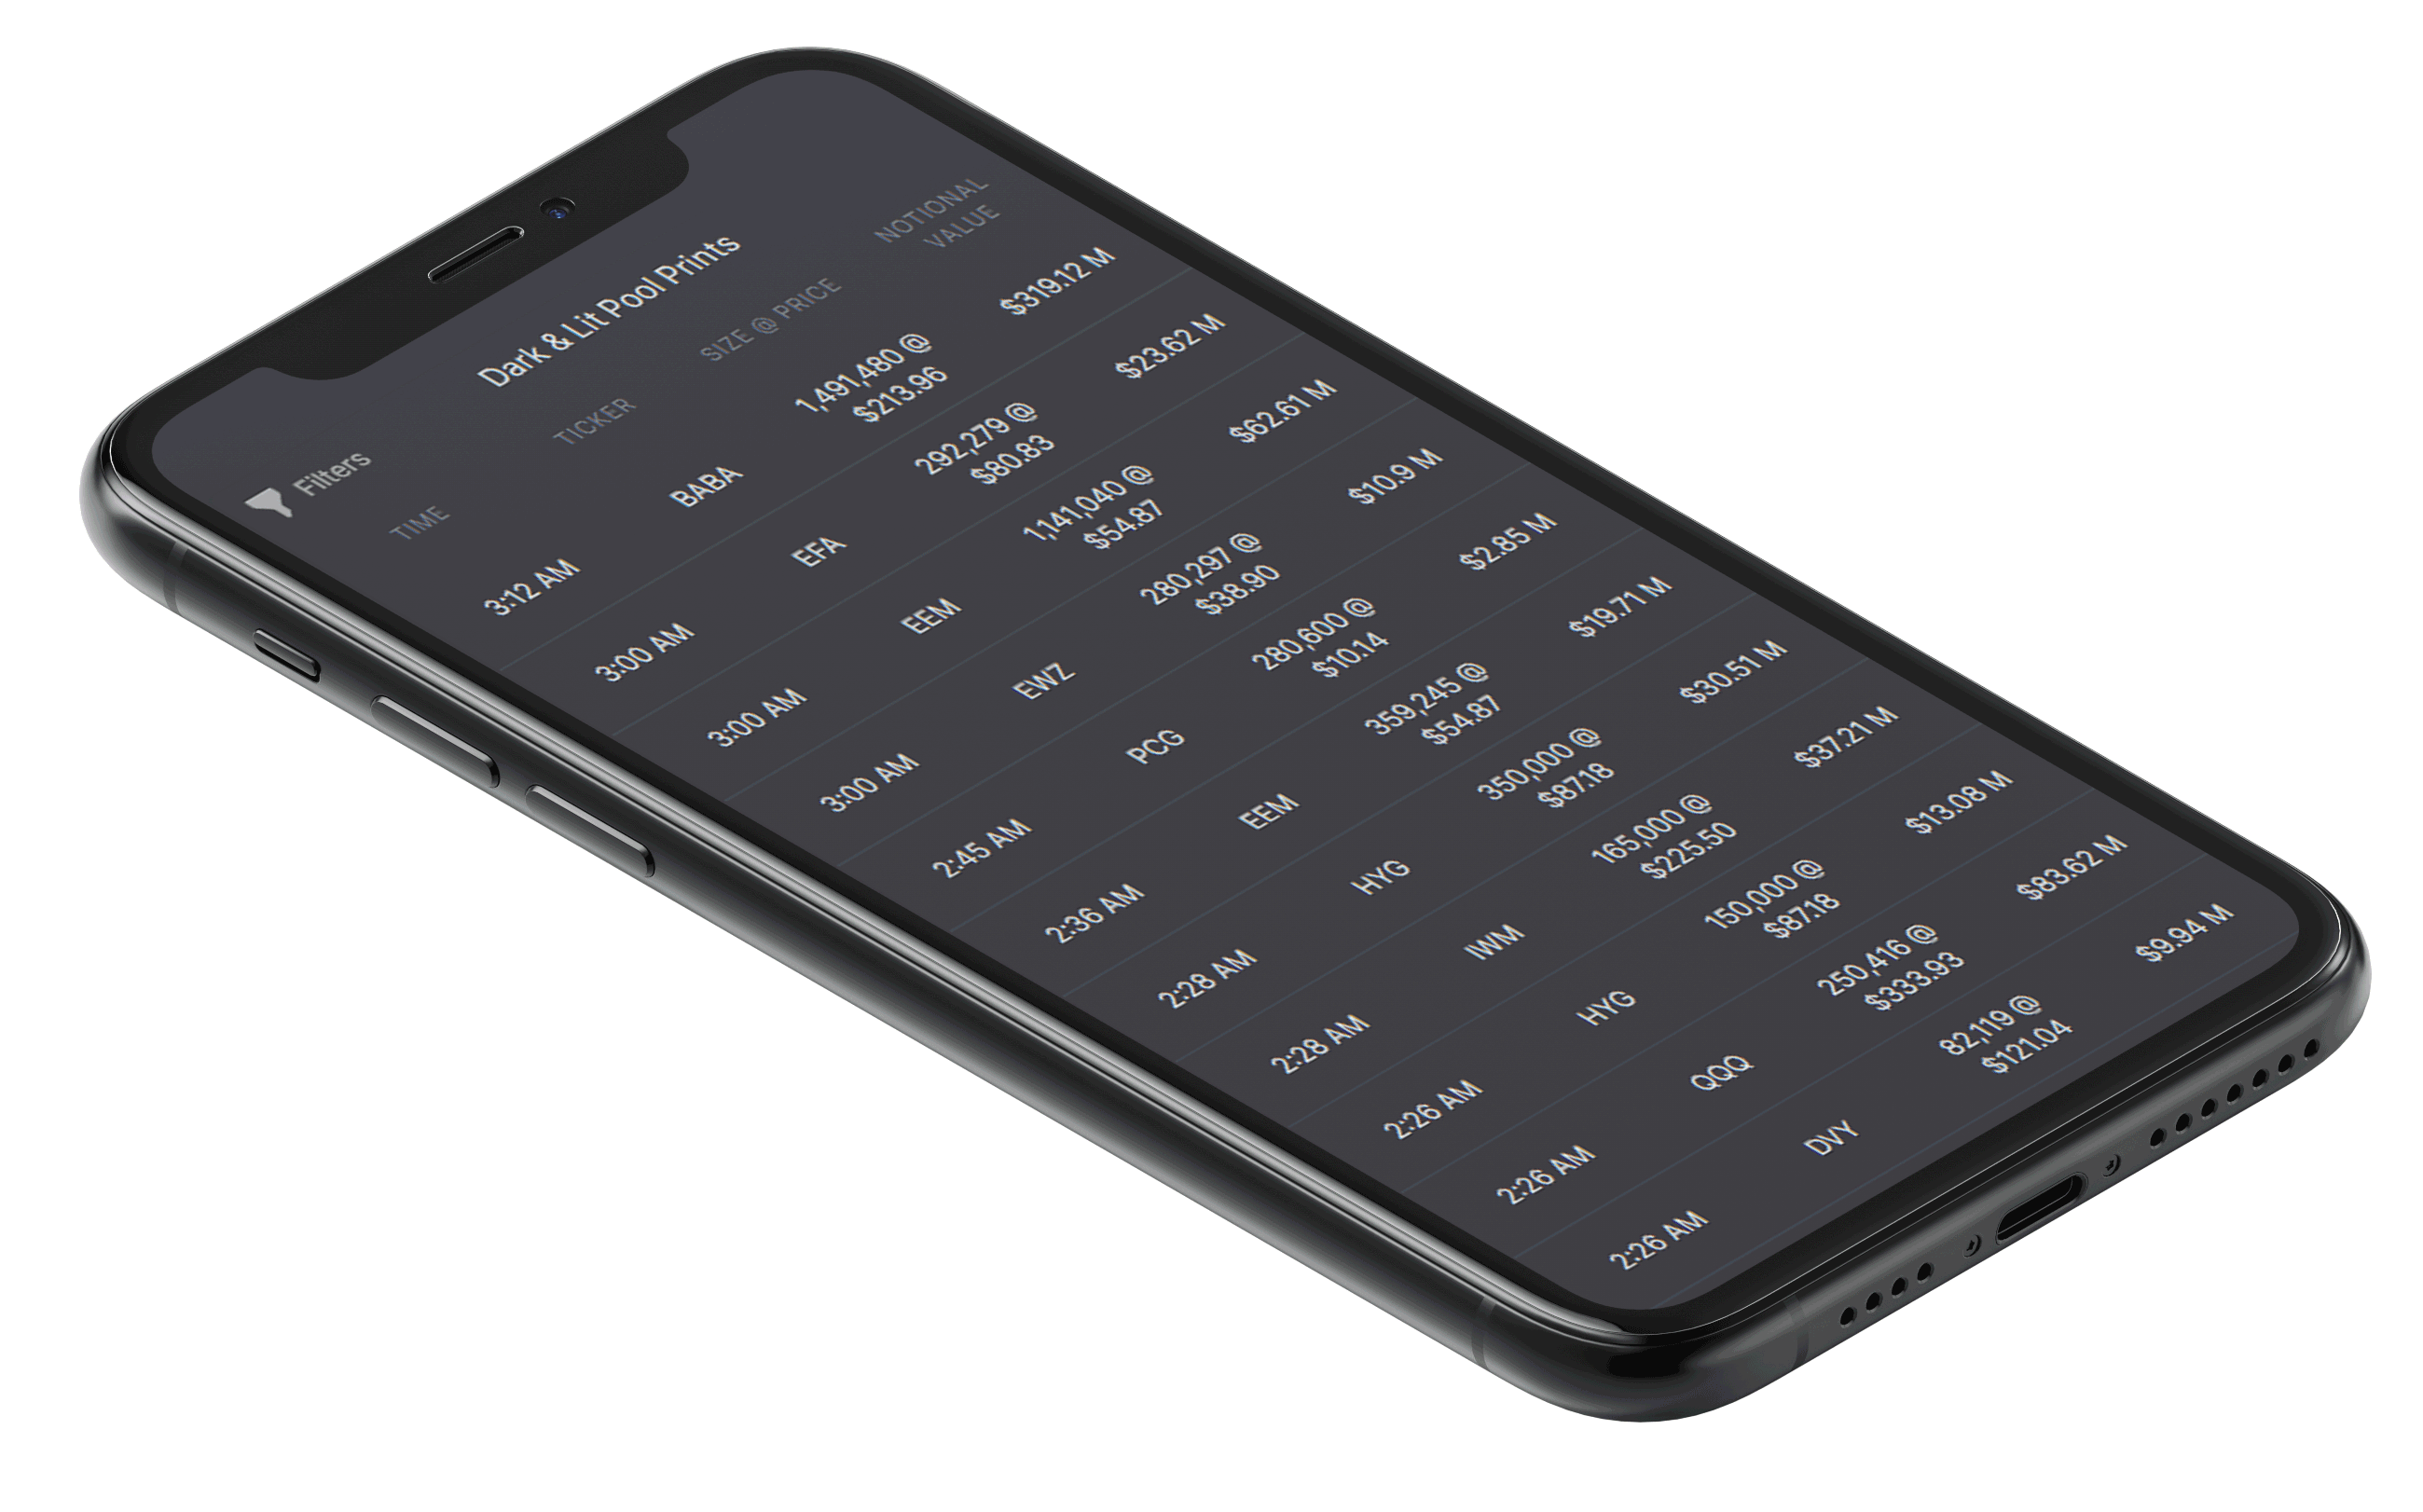 Dark & Lit Pool Prints
Filters
TIME TICKER SIZE @ PRICE NOTIONAL
VALUE
3:12 AM BABA 1,491,480 @ $319.12 M
$213.96
3:00 AM EFA 292,279 @ $23.62 M
$80.83
3:00 AM EEM 1,141,040 @ $62.61 M
$54.87
3:00 AM EWZ 280,297 @ $10.9 M
$38.90
2:45 AM PCG 280,600 @ $2.85 M
$10.14
2:36 AM EEM 359,245 @ $19.71 M
$54.87
2:28 AM HYG 350,000 @ $30.51 M
$87.18
2:28 AM IWM 165,000 @ $37.21 M
$225.50
2:26 AM HYG 150,000 @ $13.08 M
$87.18
2:26 AM QQQ 250,416 @ $83.62 M
$333.93
2:26 AM DVY 82,119 @ $9.94 M
$121.04